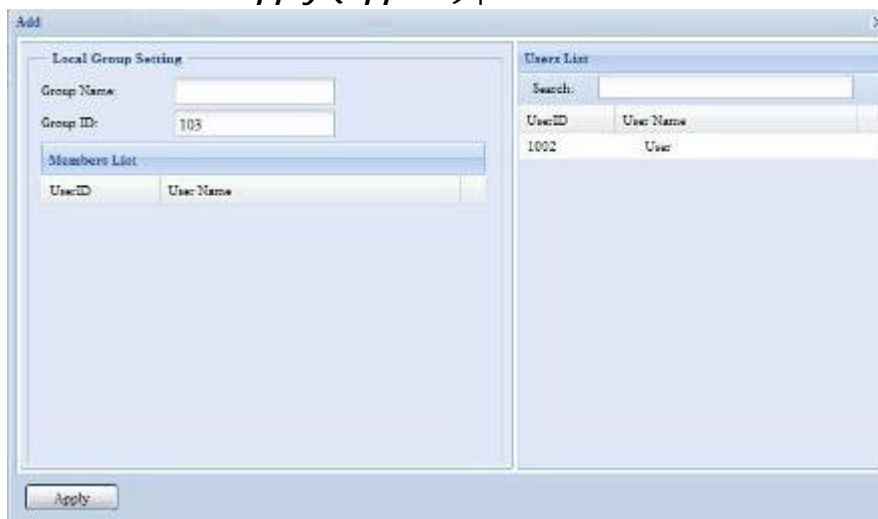 Add
Local Group Setting
Group Name:
Group ID: 103
Members List
UserID User Name
Users List
Search:
UserID User Name
1002 User
Apply